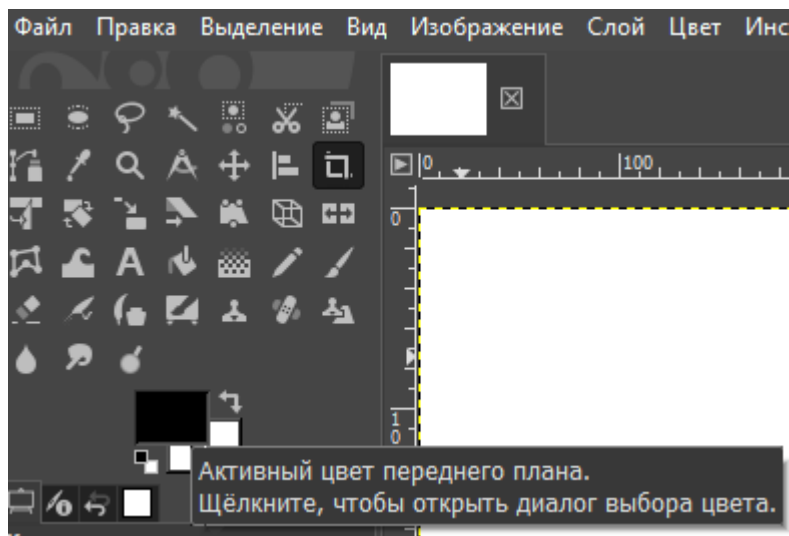 Файл Правка Выделение Вид Изображение Слой Цвет Инс
0 100
0
A
1
0
Активный цвет переднего плана.
Щёлкните, чтобы открыть диалог выбора цвета.